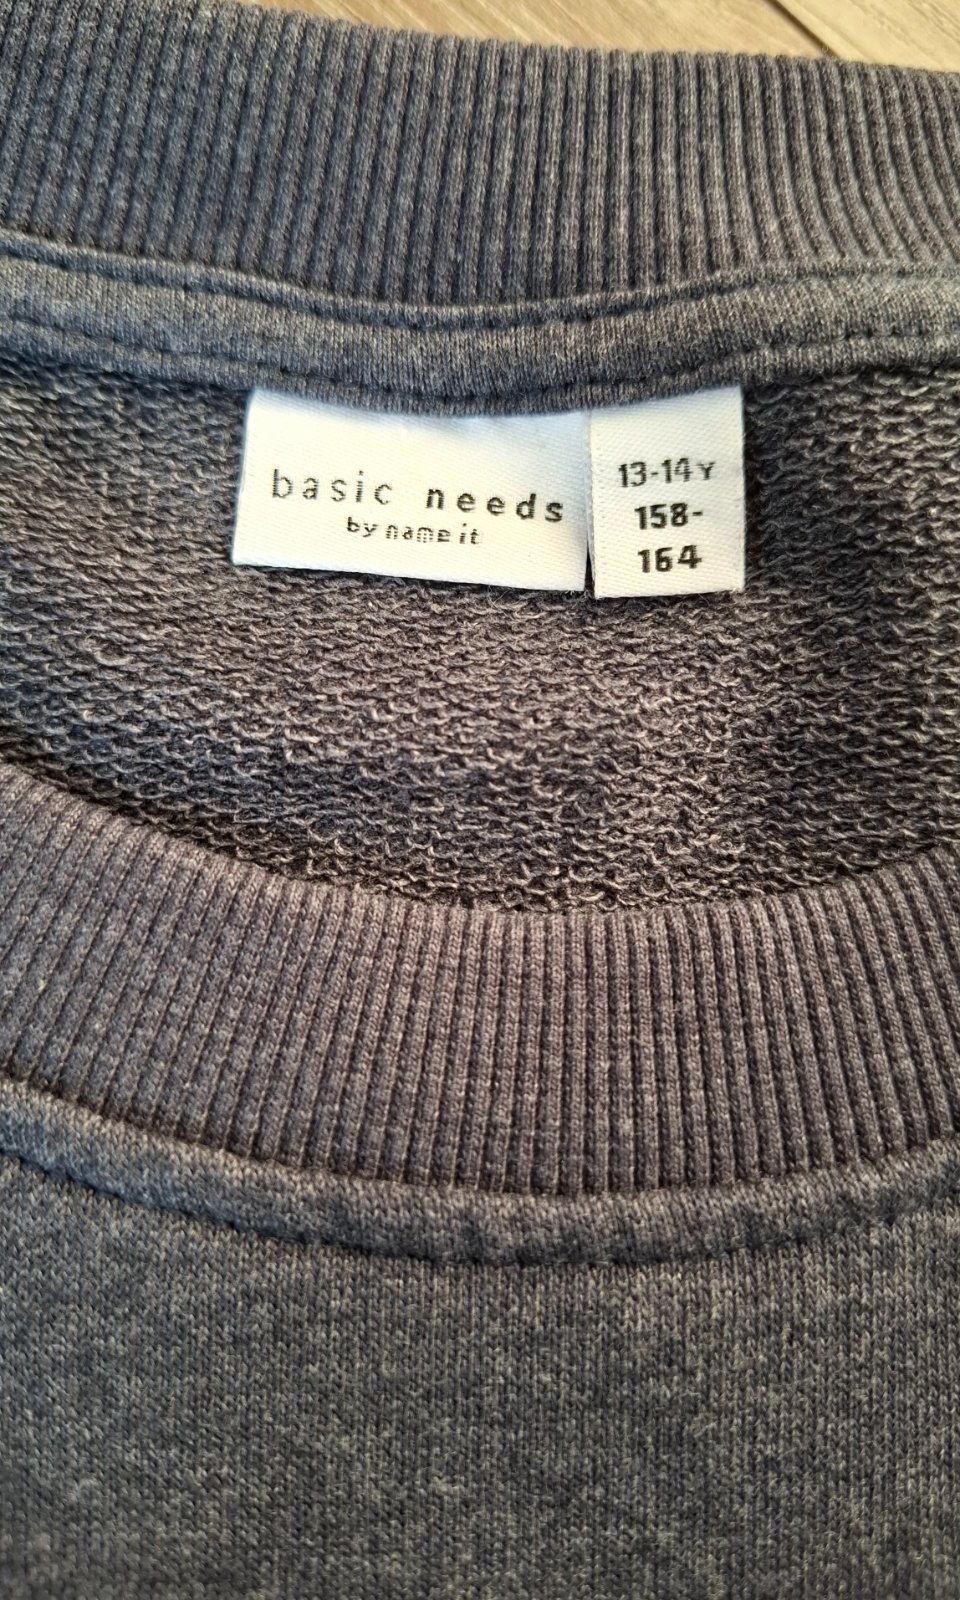 basic needs
by name it
13-14Y
158-
164